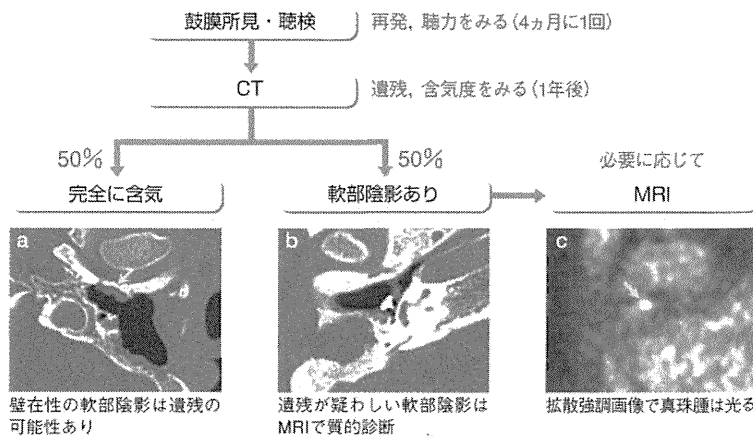 鼓膜所見・聴検
再発，聴力をみる（4ヵ月に1回）
CT
遺残，含気度をみる（1年後）
50%
50%
必要に応じて
完全に含気
軟部陰影あり
MRI
a
b
c
壁在性の軟部陰影は遺残の
可能性あり
遺残が疑わしい軟部陰影は
MRIで質的診断
拡散強調画像で真珠腫は光る